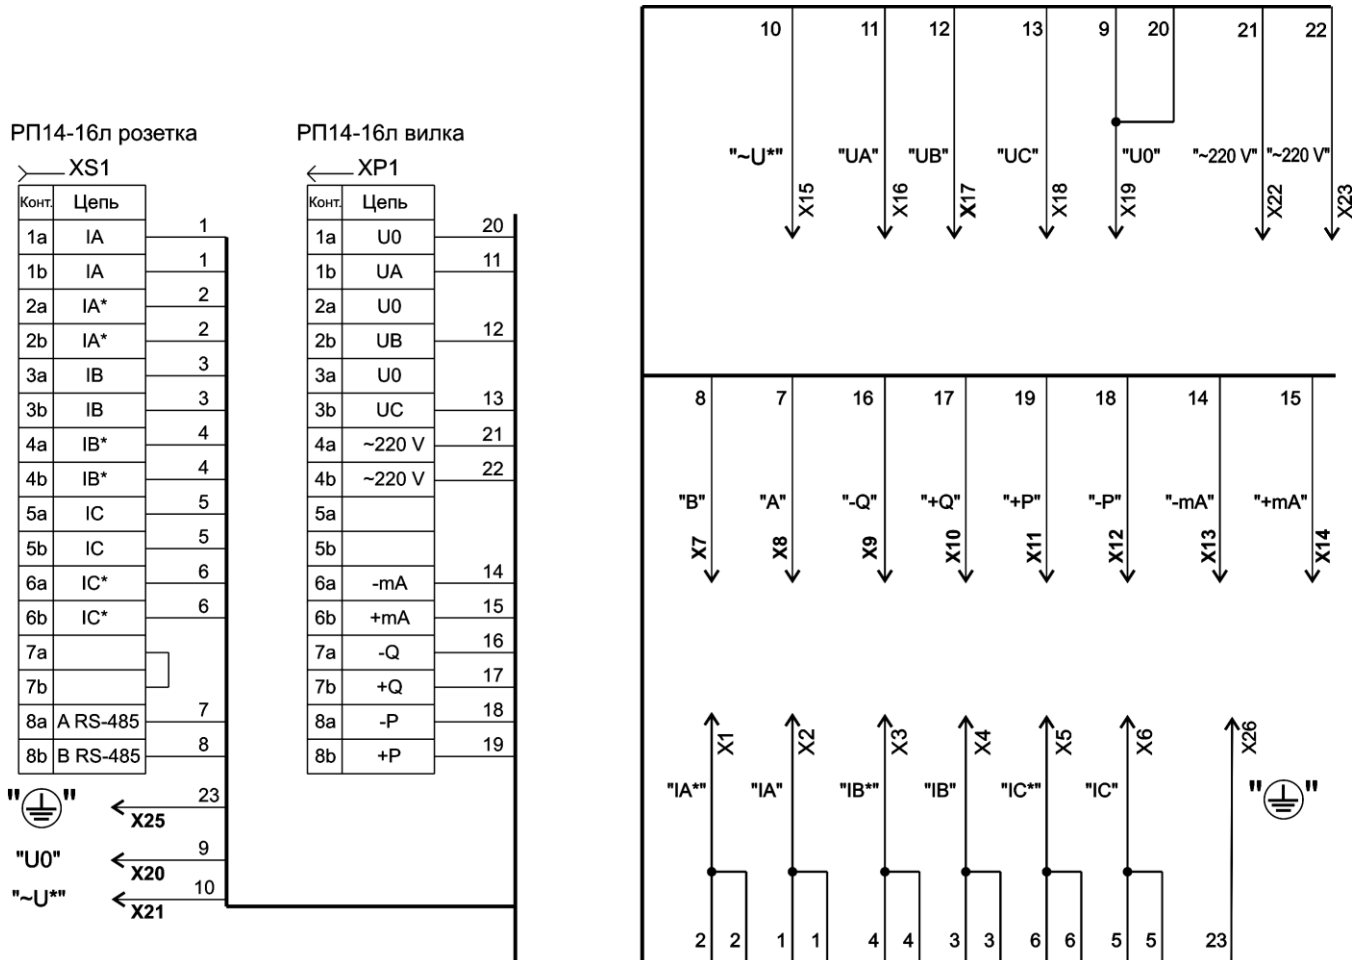 10 11 12 13 9 20 21 22
РП14-16л розетка
XS1
Конт. Цепь
1a IA 1
1b IA 1
2a IA* 2
2b IA* 2
3a IB 3
3b IB 3
4a IB* 4
4b IB* 4
5a IC 5
5b IC 5
6a IC* 6
6b IC* 6
7a
7b
8a A RS-485 7
8b B RS-485 8
23
X25
"U0" 9
X20
"~U*" 10
X21
РП14-16л вилка
XP1
Конт. Цепь
1a U0 20
1b UA 11
2a U0
2b UB 12
3a U0
3b UC 13
4a ~220 V 21
4b ~220 V 22
5a
5b
6a -mA 14
6b +mA 15
7a -Q 16
7b +Q 17
8a -P 18
8b +P 19
"~U*" "UA" "UB" "UC" "U0" "~220 V" "~220 V"
X15 X16 X17 X18 X19 X22 X23
8 7 16 17 19 18 14 15
"B" "A" "-Q" "+Q" "+P" "-P" "-mA" "+mA"
X7 X8 X9 X10 X11 X12 X13 X14
X1 X2 X3 X4 X5 X6 X26
"IA*" "IA" "IB*" "IB" "IC*" "IC"
2 2 1 1 4 4 3 3 6 6 5 5 23